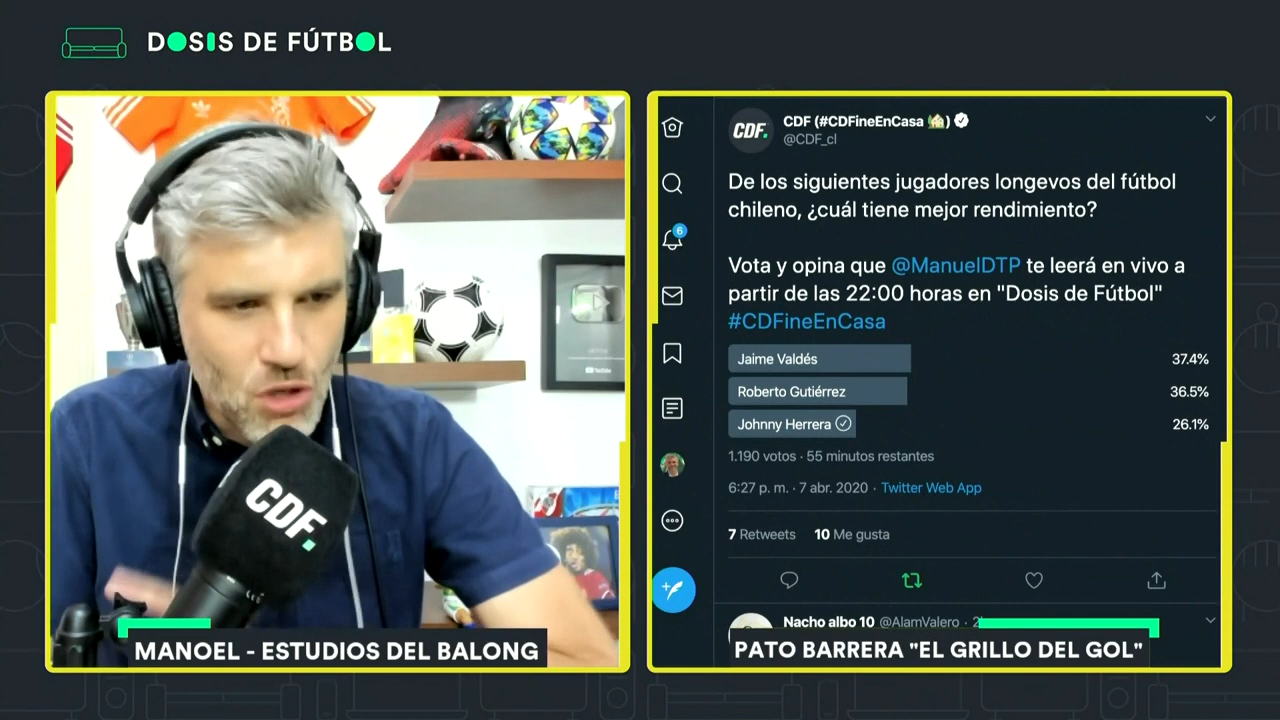 DOSIS DE FÚTBOL
CDF.
MANOEL - ESTUDIOS DEL BALONG
YouTube
6
CDF.
CDF (#CDFineEnCasa 🏠) 
@CDF_cl
De los siguientes jugadores longevos del fútbol
chileno, ¿cuál tiene mejor rendimiento?
Vota y opina que @ManuelDTP te leerá en vivo a
partir de las 22:00 horas en "Dosis de Fútbol"
#CDFineEnCasa
Jaime Valdés 37.4%
Roberto Gutiérrez 36.5%
Johnny Herrera 26.1%
1.190 votos · 55 minutos restantes
6:27 p. m. · 7 abr. 2020 · Twitter Web App
7 Retweets 10 Me gusta
Nacho albo 10 @AlamValero · 2
PATO BARRERA "EL GRILLO DEL GOL"